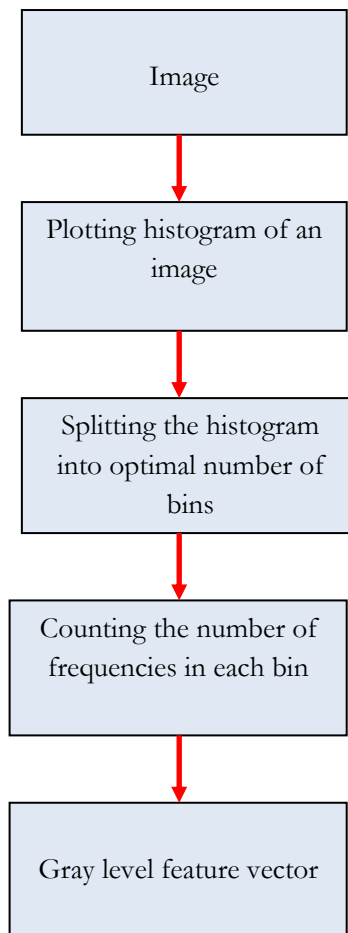 Image
Plotting histogram of an
image
Splitting the histogram
into optimal number of
bins
Counting the number of
frequencies in each bin
Gray level feature vector